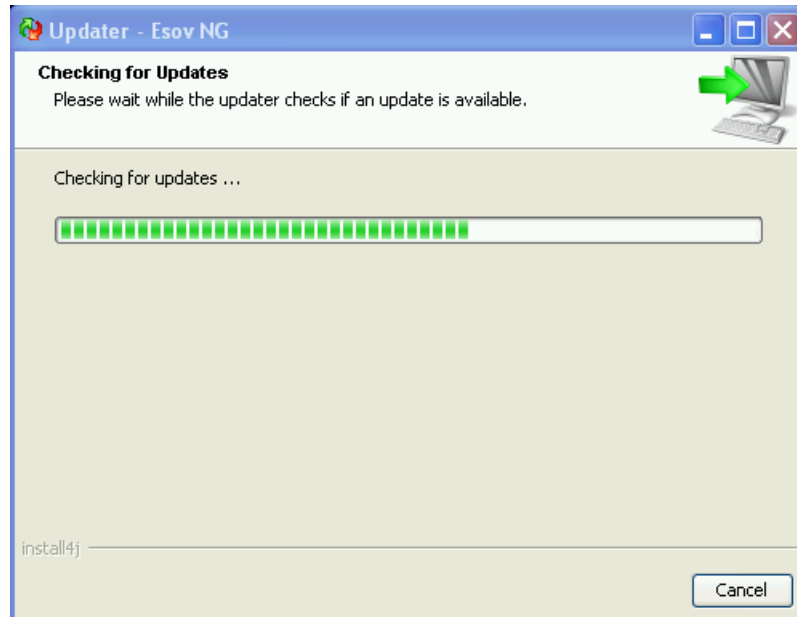 Updater - Esov NG
Checking for Updates
Please wait while the updater checks if an update is available.
Checking for updates ...
install4j
Cancel